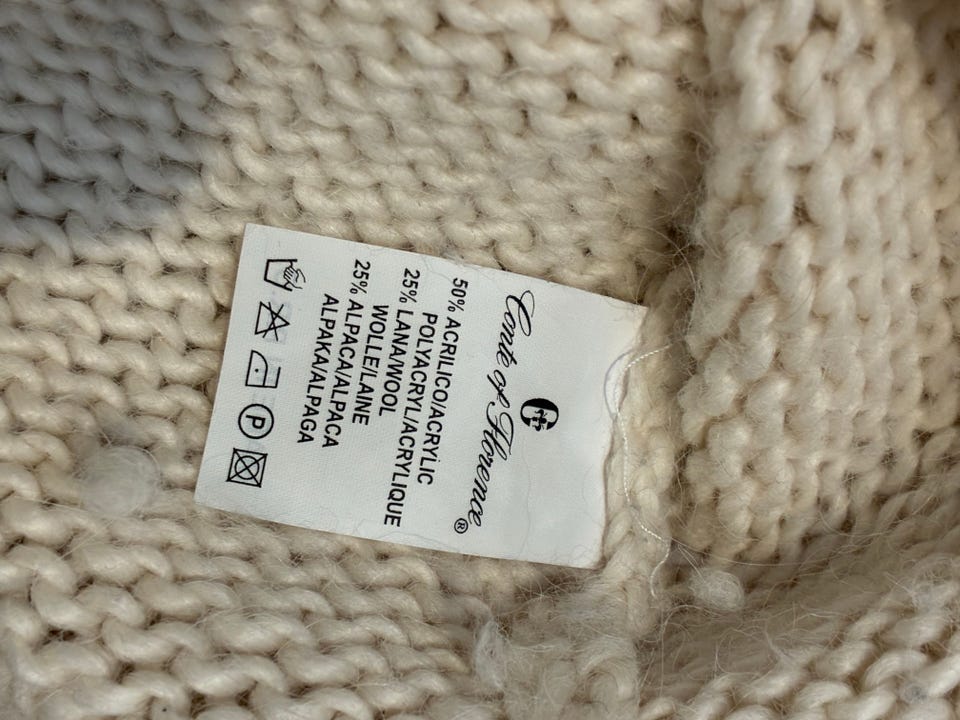 Conte of Florence®
50% ACRILICO/ACRYLIC
POLYACRYL/ACRYLIQUE
25% LANA/WOOL
WOLLE/LAINE
25% ALPACA/ALPACA
ALPAKA/ALPAGA
P